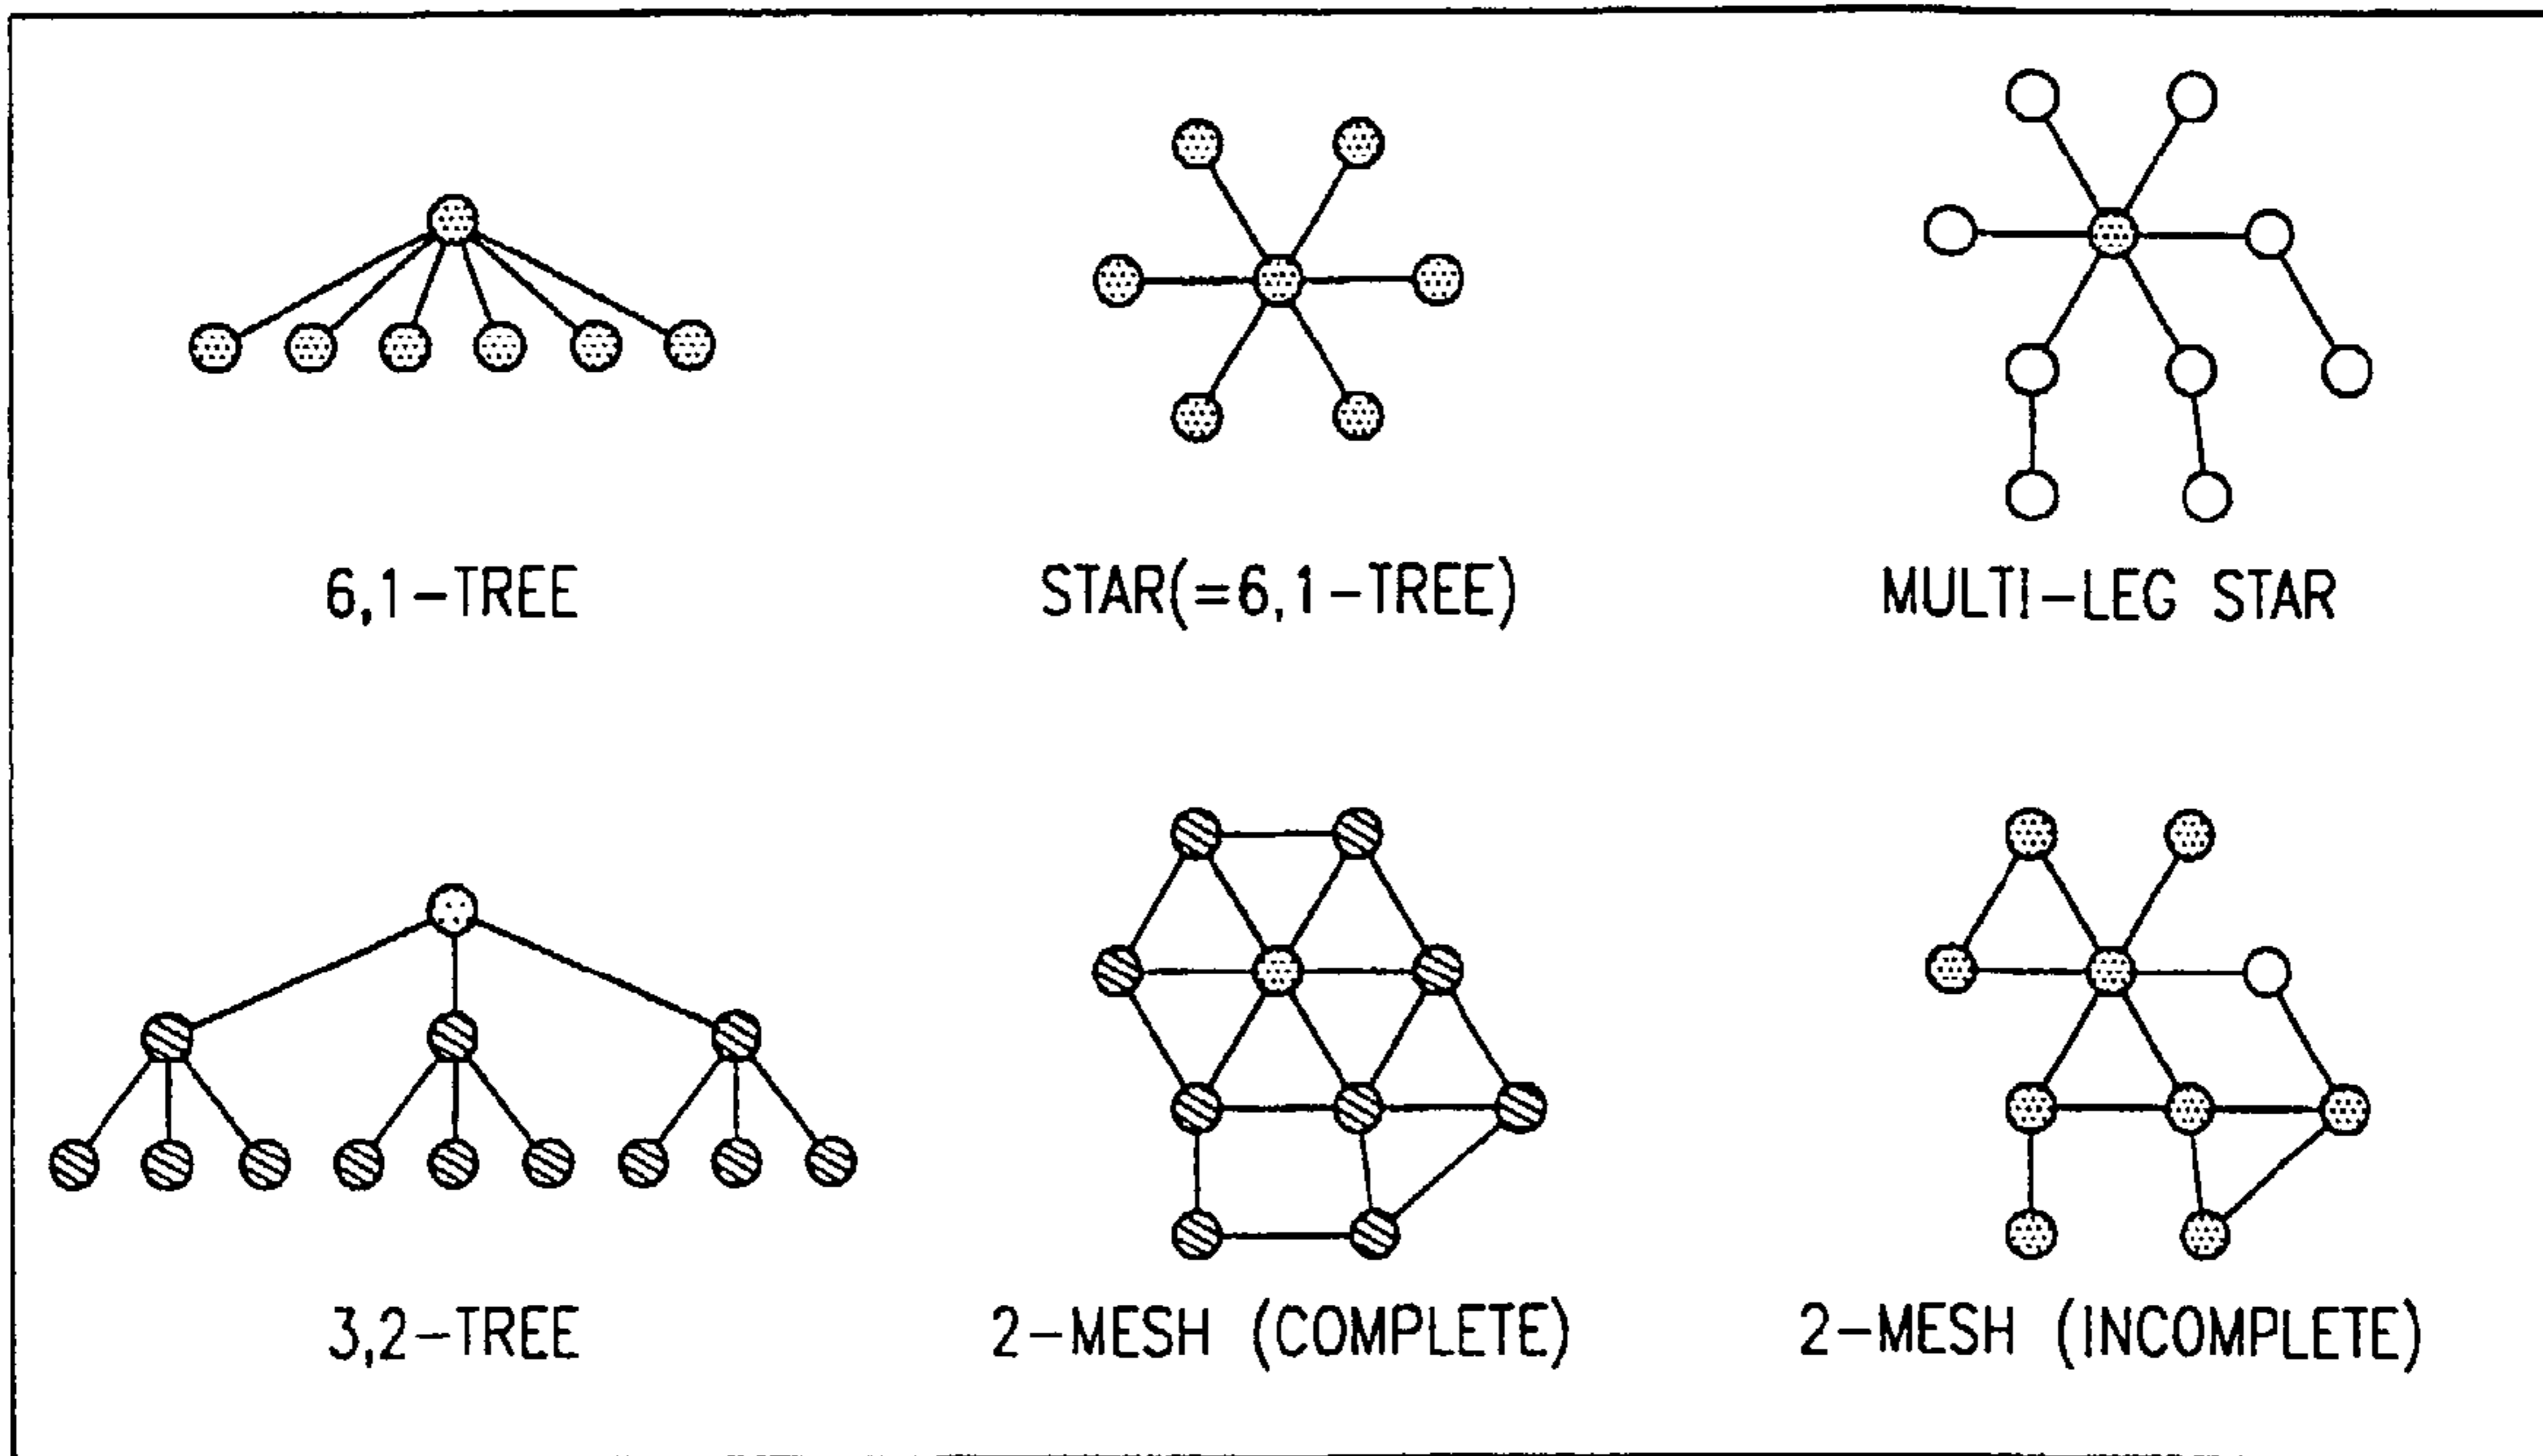 6,1-TREE
STAR(=6,1-TREE)
MULTI-LEG STAR
3,2-TREE
2-MESH (COMPLETE)
2-MESH (INCOMPLETE)